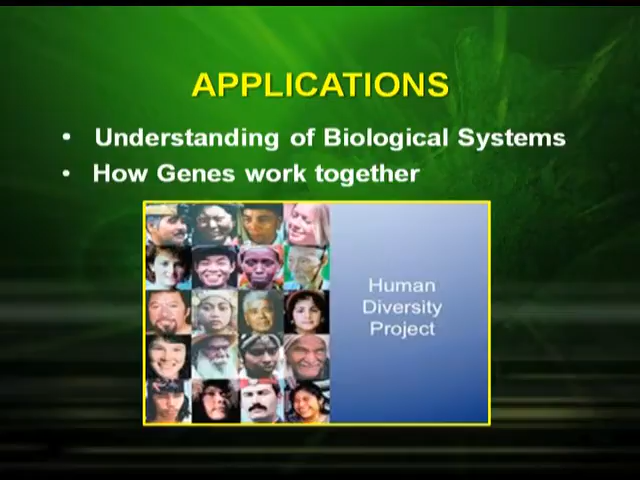 APPLICATIONS
• Understanding of Biological Systems
• How Genes work together
Human
Diversity
Project